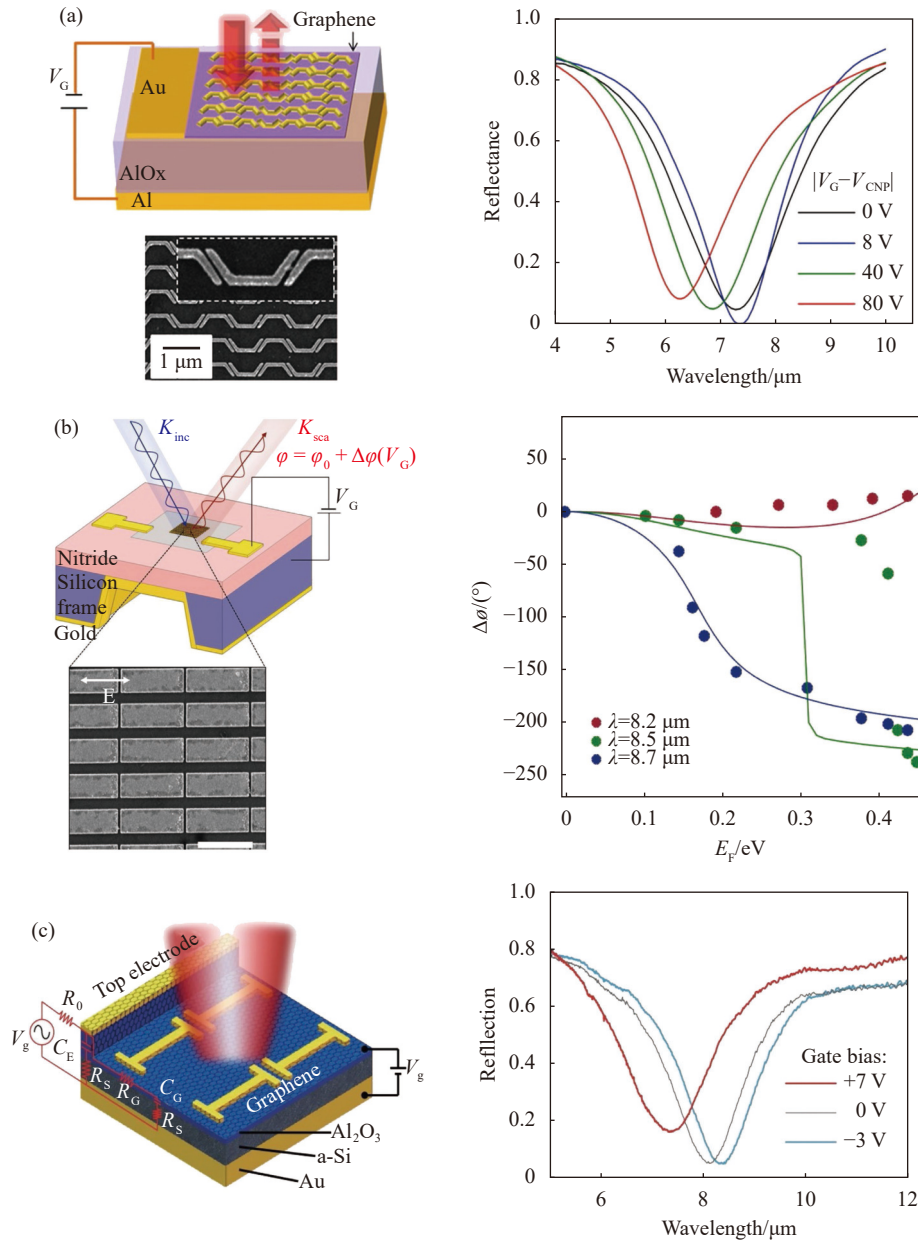 (a)
Graphene
V_G
Au
AlOx
Al
1 μm
Reflectance
1.0
0.8
0.6
0.4
0.2
0
|V_G−V_CNP|
0 V
8 V
40 V
80 V
4 5 6 7 8 9 10
Wavelength/μm
(b)
K_inc
K_sca
φ = φ_0 + Δφ(V_G)
V_G
Nitride
Silicon
frame
Gold
E
Δø/(°)
50
0
−50
−100
−150
−200
−250
λ=8.2 μm
λ=8.5 μm
λ=8.7 μm
0 0.1 0.2 0.3 0.4
E_F/eV
(c)
Top electrode
R_0
V_g
C_E
R_S
R_G
C_G
R_S
Graphene
V_g
Al_2O_3
a-Si
Au
Refllection
1.0
0.8
0.6
0.4
0.2
0
Gate bias:
+7 V
0 V
−3 V
6 8 10 12
Wavelength/μm